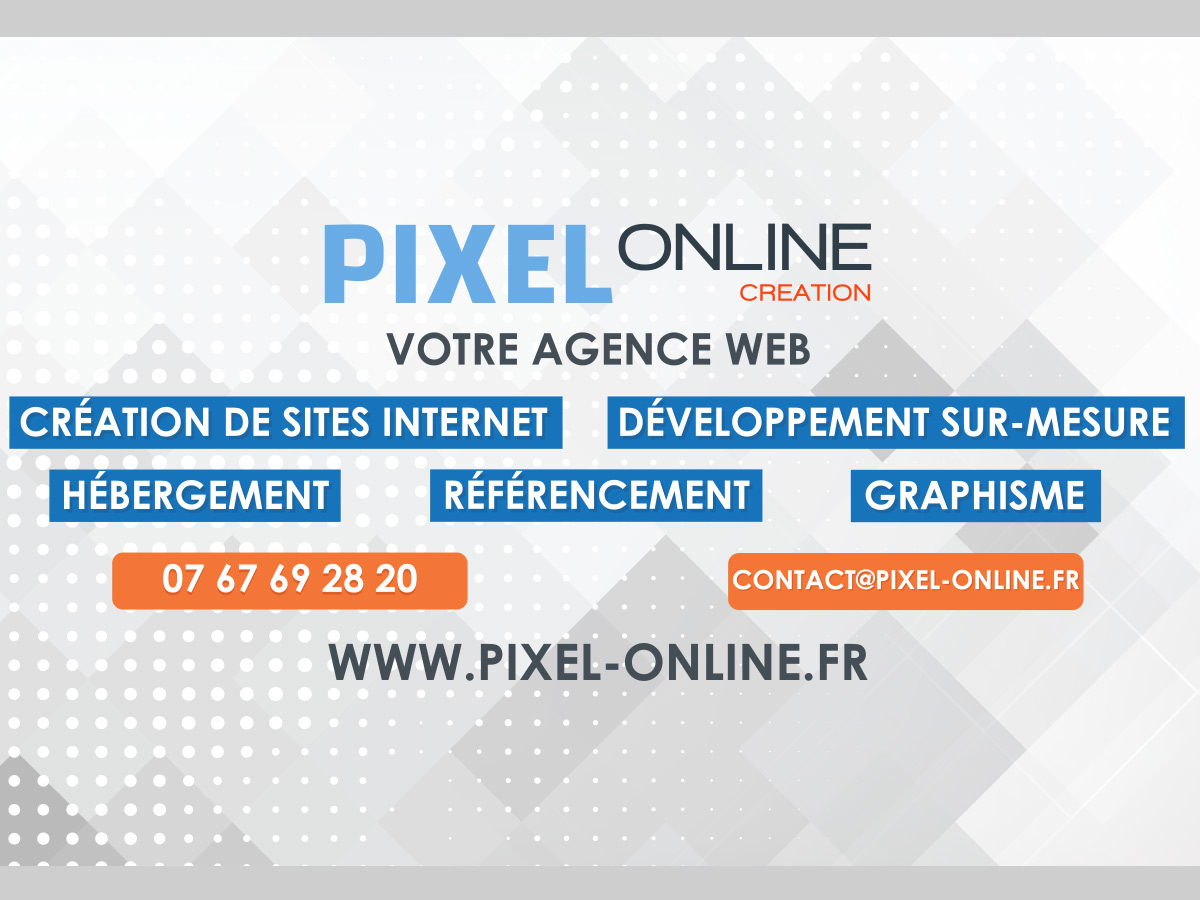 PIXEL ONLINE
CREATION
VOTRE AGENCE WEB
CRÉATION DE SITES INTERNET DÉVELOPPEMENT SUR-MESURE
HÉBERGEMENT RÉFÉRENCEMENT GRAPHISME
07 67 69 28 20 CONTACT@PIXEL-ONLINE.FR
WWW.PIXEL-ONLINE.FR